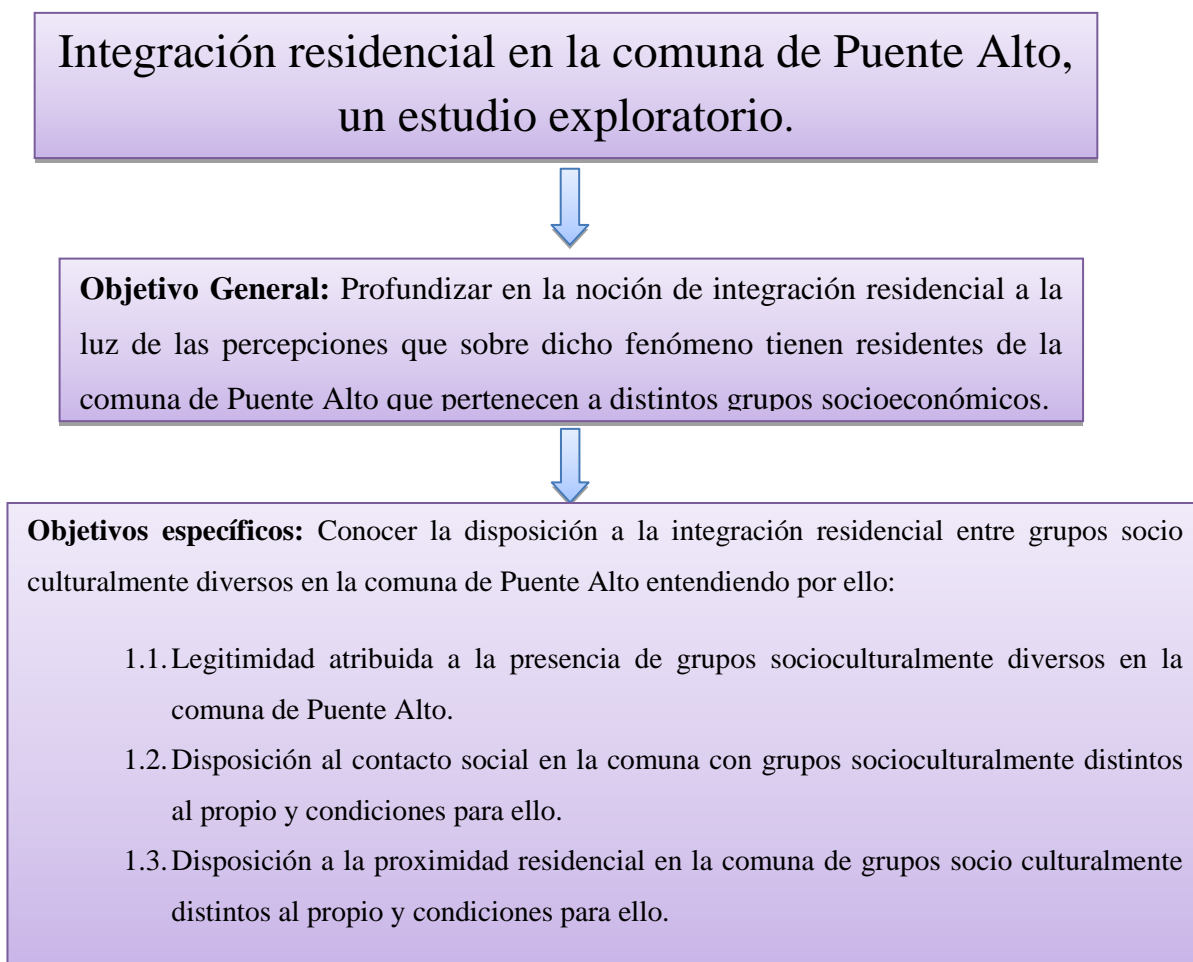 Integración residencial en la comuna de Puente Alto,
un estudio exploratorio.
Objetivo General: Profundizar en la noción de integración residencial a la
luz de las percepciones que sobre dicho fenómeno tienen residentes de la
comuna de Puente Alto que pertenecen a distintos grupos socioeconómicos.
Objetivos específicos: Conocer la disposición a la integración residencial entre grupos socio
culturalmente diversos en la comuna de Puente Alto entendiendo por ello:
1.1. Legitimidad atribuida a la presencia de grupos socioculturalmente diversos en la
comuna de Puente Alto.
1.2. Disposición al contacto social en la comuna con grupos socioculturalmente distintos
al propio y condiciones para ello.
1.3. Disposición a la proximidad residencial en la comuna de grupos socio culturalmente
distintos al propio y condiciones para ello.